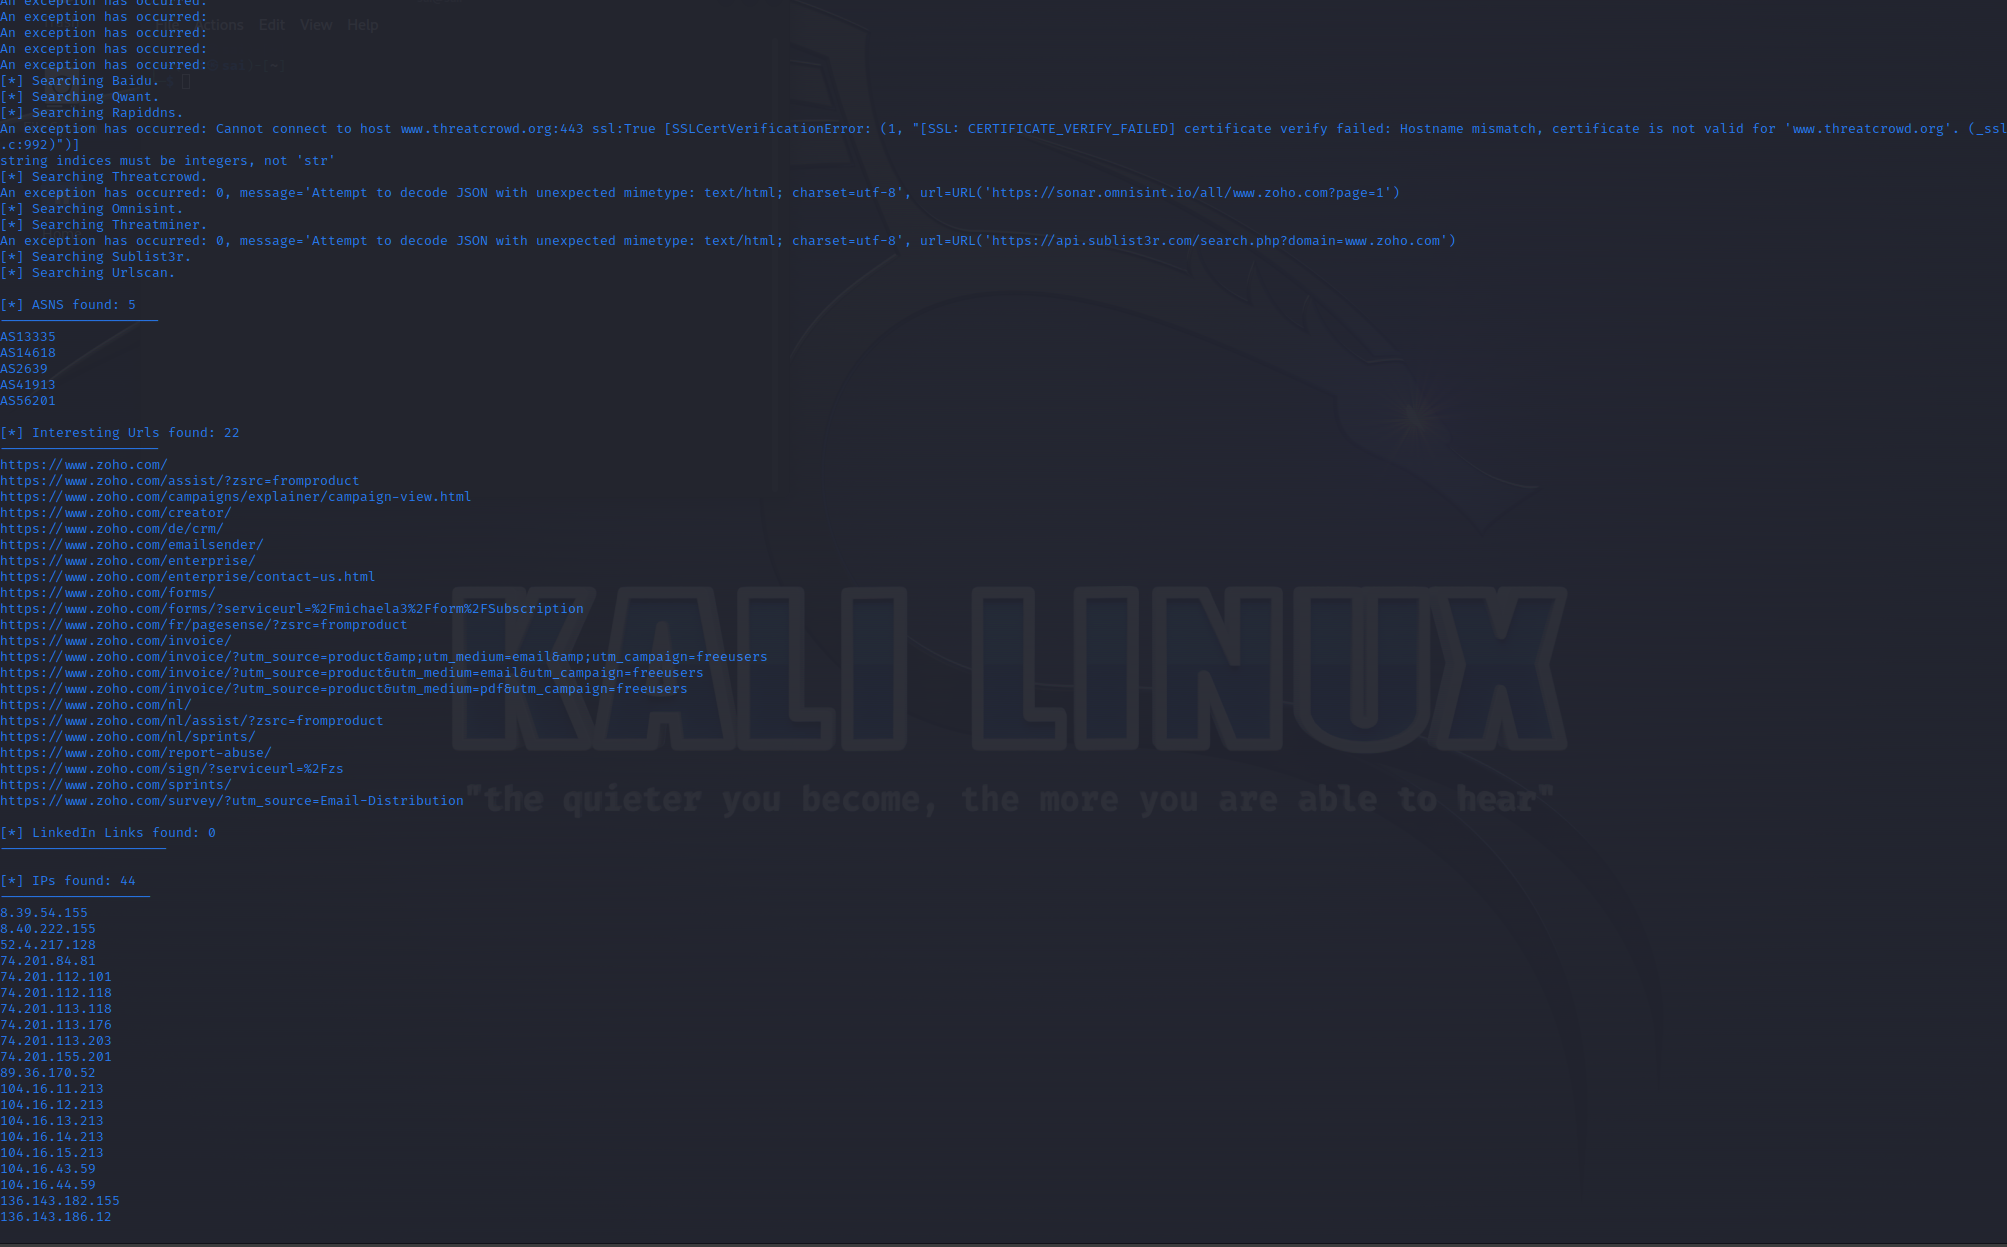 An exception has occurred:
An exception has occurred:
File Actions Edit View Help
An exception has occurred:
An exception has occurred:
An exception has occurred:
[*] Searching Baidu.
[*] Searching Qwant.
[*] Searching Rapiddns.
An exception has occurred: Cannot connect to host www.threatcrowd.org:443 ssl:True [SSLCertVerificationError: (1, "[SSL: CERTIFICATE_VERIFY_FAILED] certificate verify failed: Hostname mismatch, certificate is not valid for 'www.threatcrowd.org'. (_ssl
.c:992)")]
string indices must be integers, not 'str'
[*] Searching Threatcrowd.
An exception has occurred: 0, message='Attempt to decode JSON with unexpected mimetype: text/html; charset=utf-8', url=URL('https://sonar.omnisint.io/all/www.zoho.com?page=1')
[*] Searching Omnisint.
[*] Searching Threatminer.
An exception has occurred: 0, message='Attempt to decode JSON with unexpected mimetype: text/html; charset=utf-8', url=URL('https://api.sublist3r.com/search.php?domain=www.zoho.com')
[*] Searching Sublist3r.
[*] Searching Urlscan.
[*] ASNS found: 5
--------------------
AS13335
AS14618
AS2639
AS41913
AS56201
[*] Interesting Urls found: 22
--------------------
https://www.zoho.com/
https://www.zoho.com/assist/?zsrc=fromproduct
https://www.zoho.com/campaigns/explainer/campaign-view.html
https://www.zoho.com/creator/
https://www.zoho.com/de/crm/
https://www.zoho.com/emailsender/
https://www.zoho.com/enterprise/
https://www.zoho.com/enterprise/contact-us.html
https://www.zoho.com/forms/
https://www.zoho.com/forms/?serviceurl=%2Fmichaela3%2Fform%2FSubscription
https://www.zoho.com/fr/pagesense/?zsrc=fromproduct
https://www.zoho.com/invoice/
https://www.zoho.com/invoice/?utm_source=product&amp;utm_medium=email&amp;utm_campaign=freeusers
https://www.zoho.com/invoice/?utm_source=product&utm_medium=email&utm_campaign=freeusers
https://www.zoho.com/invoice/?utm_source=product&utm_medium=pdf&utm_campaign=freeusers
https://www.zoho.com/nl/
https://www.zoho.com/nl/assist/?zsrc=fromproduct
https://www.zoho.com/nl/sprints/
https://www.zoho.com/report-abuse/
https://www.zoho.com/sign/?serviceurl=%2Fzs
https://www.zoho.com/sprints/
https://www.zoho.com/survey/?utm_source=Email-Distribution
KALI LINUX
"the quieter you become, the more you are able to hear"
[*] LinkedIn Links found: 0
---------------------
[*] IPs found: 44
-------------------
8.39.54.155
8.40.222.155
52.4.217.128
74.201.84.81
74.201.112.101
74.201.112.118
74.201.113.118
74.201.113.176
74.201.113.203
74.201.155.201
89.36.170.52
104.16.11.213
104.16.12.213
104.16.13.213
104.16.14.213
104.16.15.213
104.16.43.59
104.16.44.59
136.143.182.155
136.143.186.12